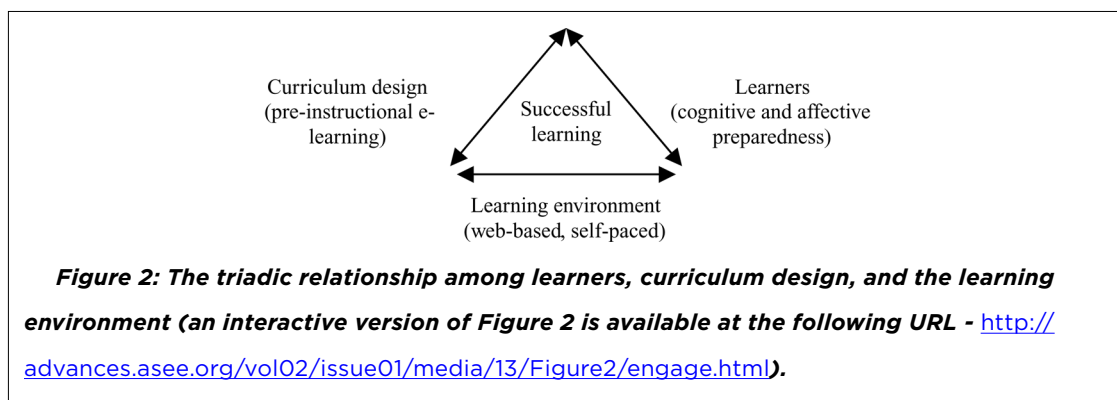 Curriculum design
(pre-instructional e-
learning)
Successful
learning
Learners
(cognitive and affective
preparedness)
Learning environment
(web-based, self-paced)
Figure 2: The triadic relationship among learners, curriculum design, and the learning
environment (an interactive version of Figure 2 is available at the following URL - http://
advances.asee.org/vol02/issue01/media/13/Figure2/engage.html).